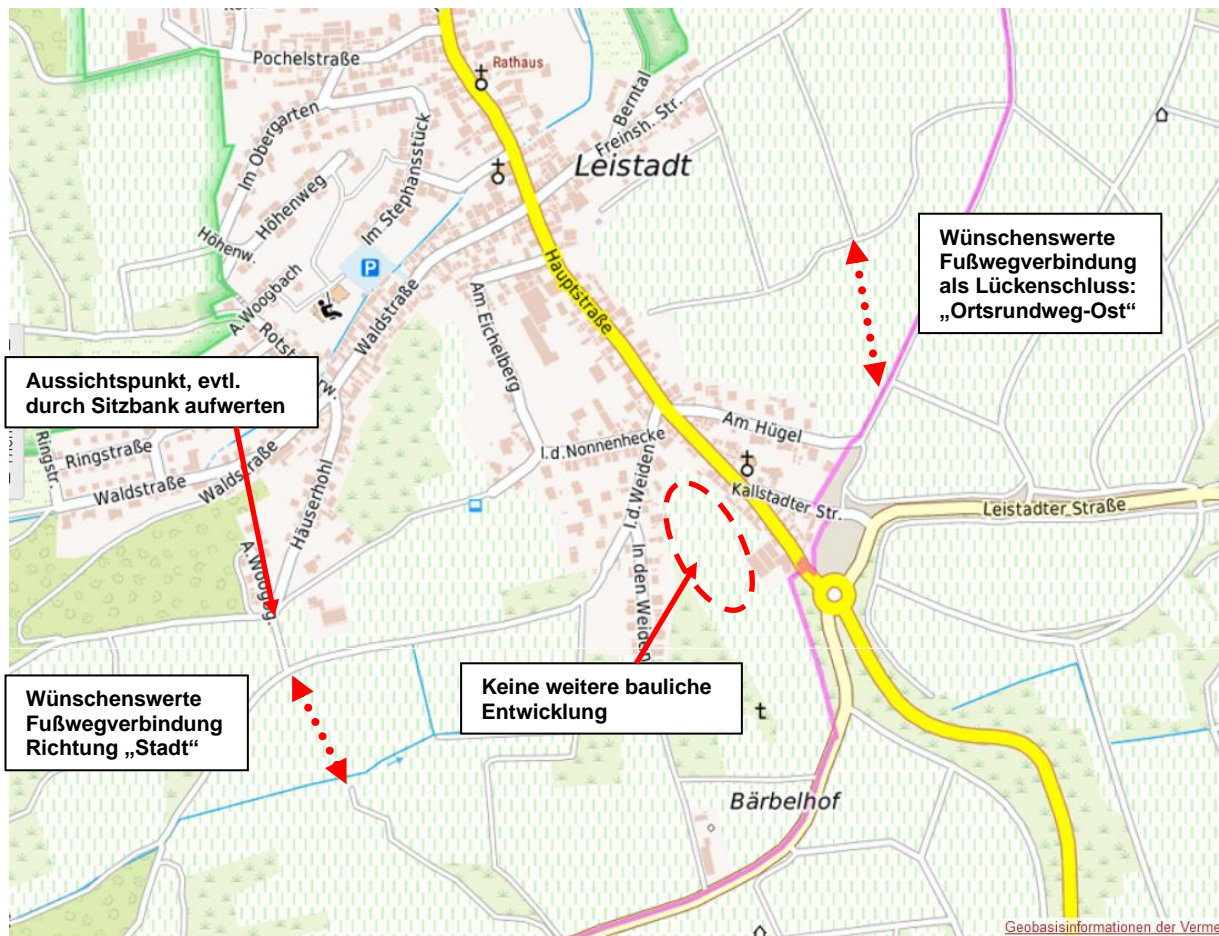 Pochelstraße
Rathaus
Im Obergarten
Berntal
Freinsh. Str.
Leistadt
Höhenweg
Im Stephansstück
Höhenw.
P
A.Woogbach
Waldstraße
Hauptstraße
Am Eichelberg
Wünschenswerte
Fußwegverbindung
als Lückenschluss:
„Ortsrundweg-Ost“
Aussichtspunkt, evtl.
durch Sitzbank aufwerten
Ringstr.
Ringstraße
Waldstraße
Waldstraße
Häuserhohl
I.d.Nonnenhecke
Am Hügel
I.d.Weiden
Kallstadter Str.
Leistadter Straße
In den Weiden
Wünschenswerte
Fußwegverbindung
Richtung „Stadt“
Keine weitere bauliche
Entwicklung
Bärbelhof
Geobasisinformationen der Verme